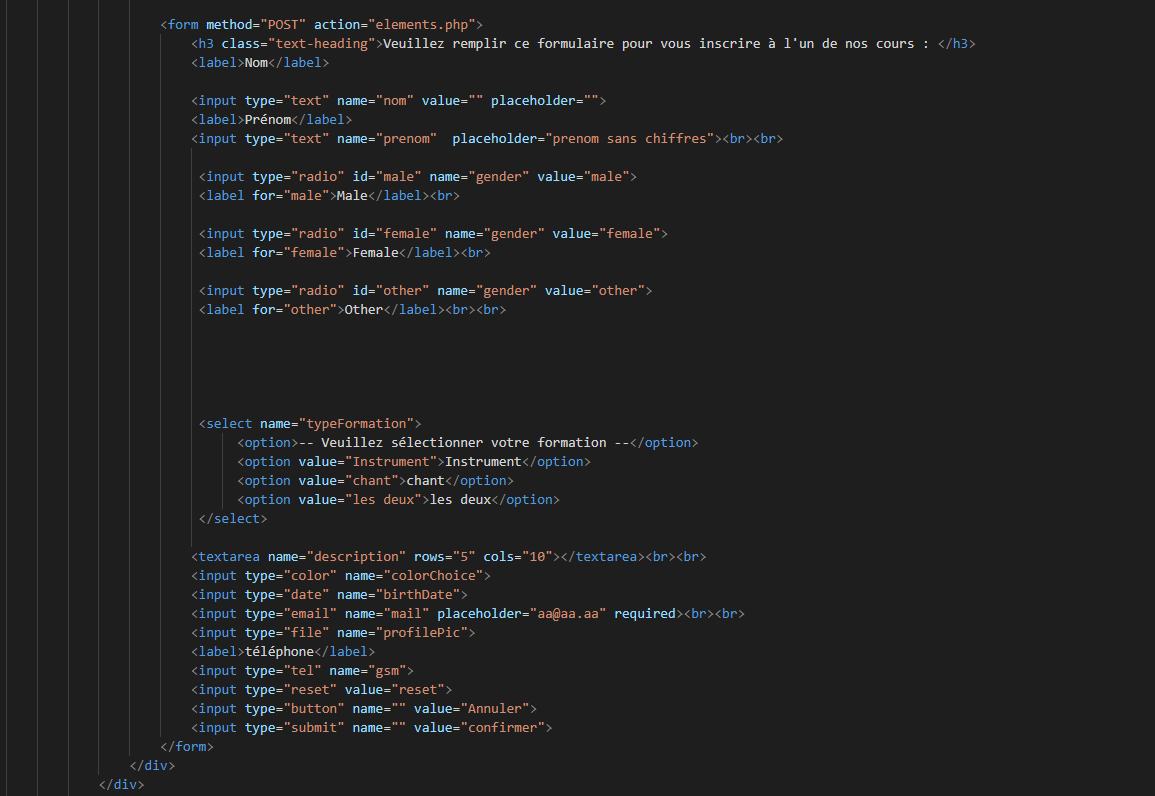 <form method="POST" action="elements.php">
<h3 class="text-heading">Veuillez remplir ce formulaire pour vous inscrire à l'un de nos cours : </h3>
<label>Nom</label>
<input type="text" name="nom" value="" placeholder="">
<label>Prénom</label>
<input type="text" name="prenom"  placeholder="prenom sans chiffres"><br><br>
<input type="radio" id="male" name="gender" value="male">
<label for="male">Male</label><br>
<input type="radio" id="female" name="gender" value="female">
<label for="female">Female</label><br>
<input type="radio" id="other" name="gender" value="other">
<label for="other">Other</label><br><br>
<select name="typeFormation">
<option>-- Veuillez sélectionner votre formation --</option>
<option value="Instrument">Instrument</option>
<option value="chant">chant</option>
<option value="les deux">les deux</option>
</select>
<textarea name="description" rows="5" cols="10"></textarea><br><br>
<input type="color" name="colorChoice">
<input type="date" name="birthDate">
<input type="email" name="mail" placeholder="aa@aa.aa" required><br><br>
<input type="file" name="profilePic">
<label>téléphone</label>
<input type="tel" name="gsm">
<input type="reset" value="reset">
<input type="button" name="" value="Annuler">
<input type="submit" name="" value="confirmer">
</form>
</div>
</div>